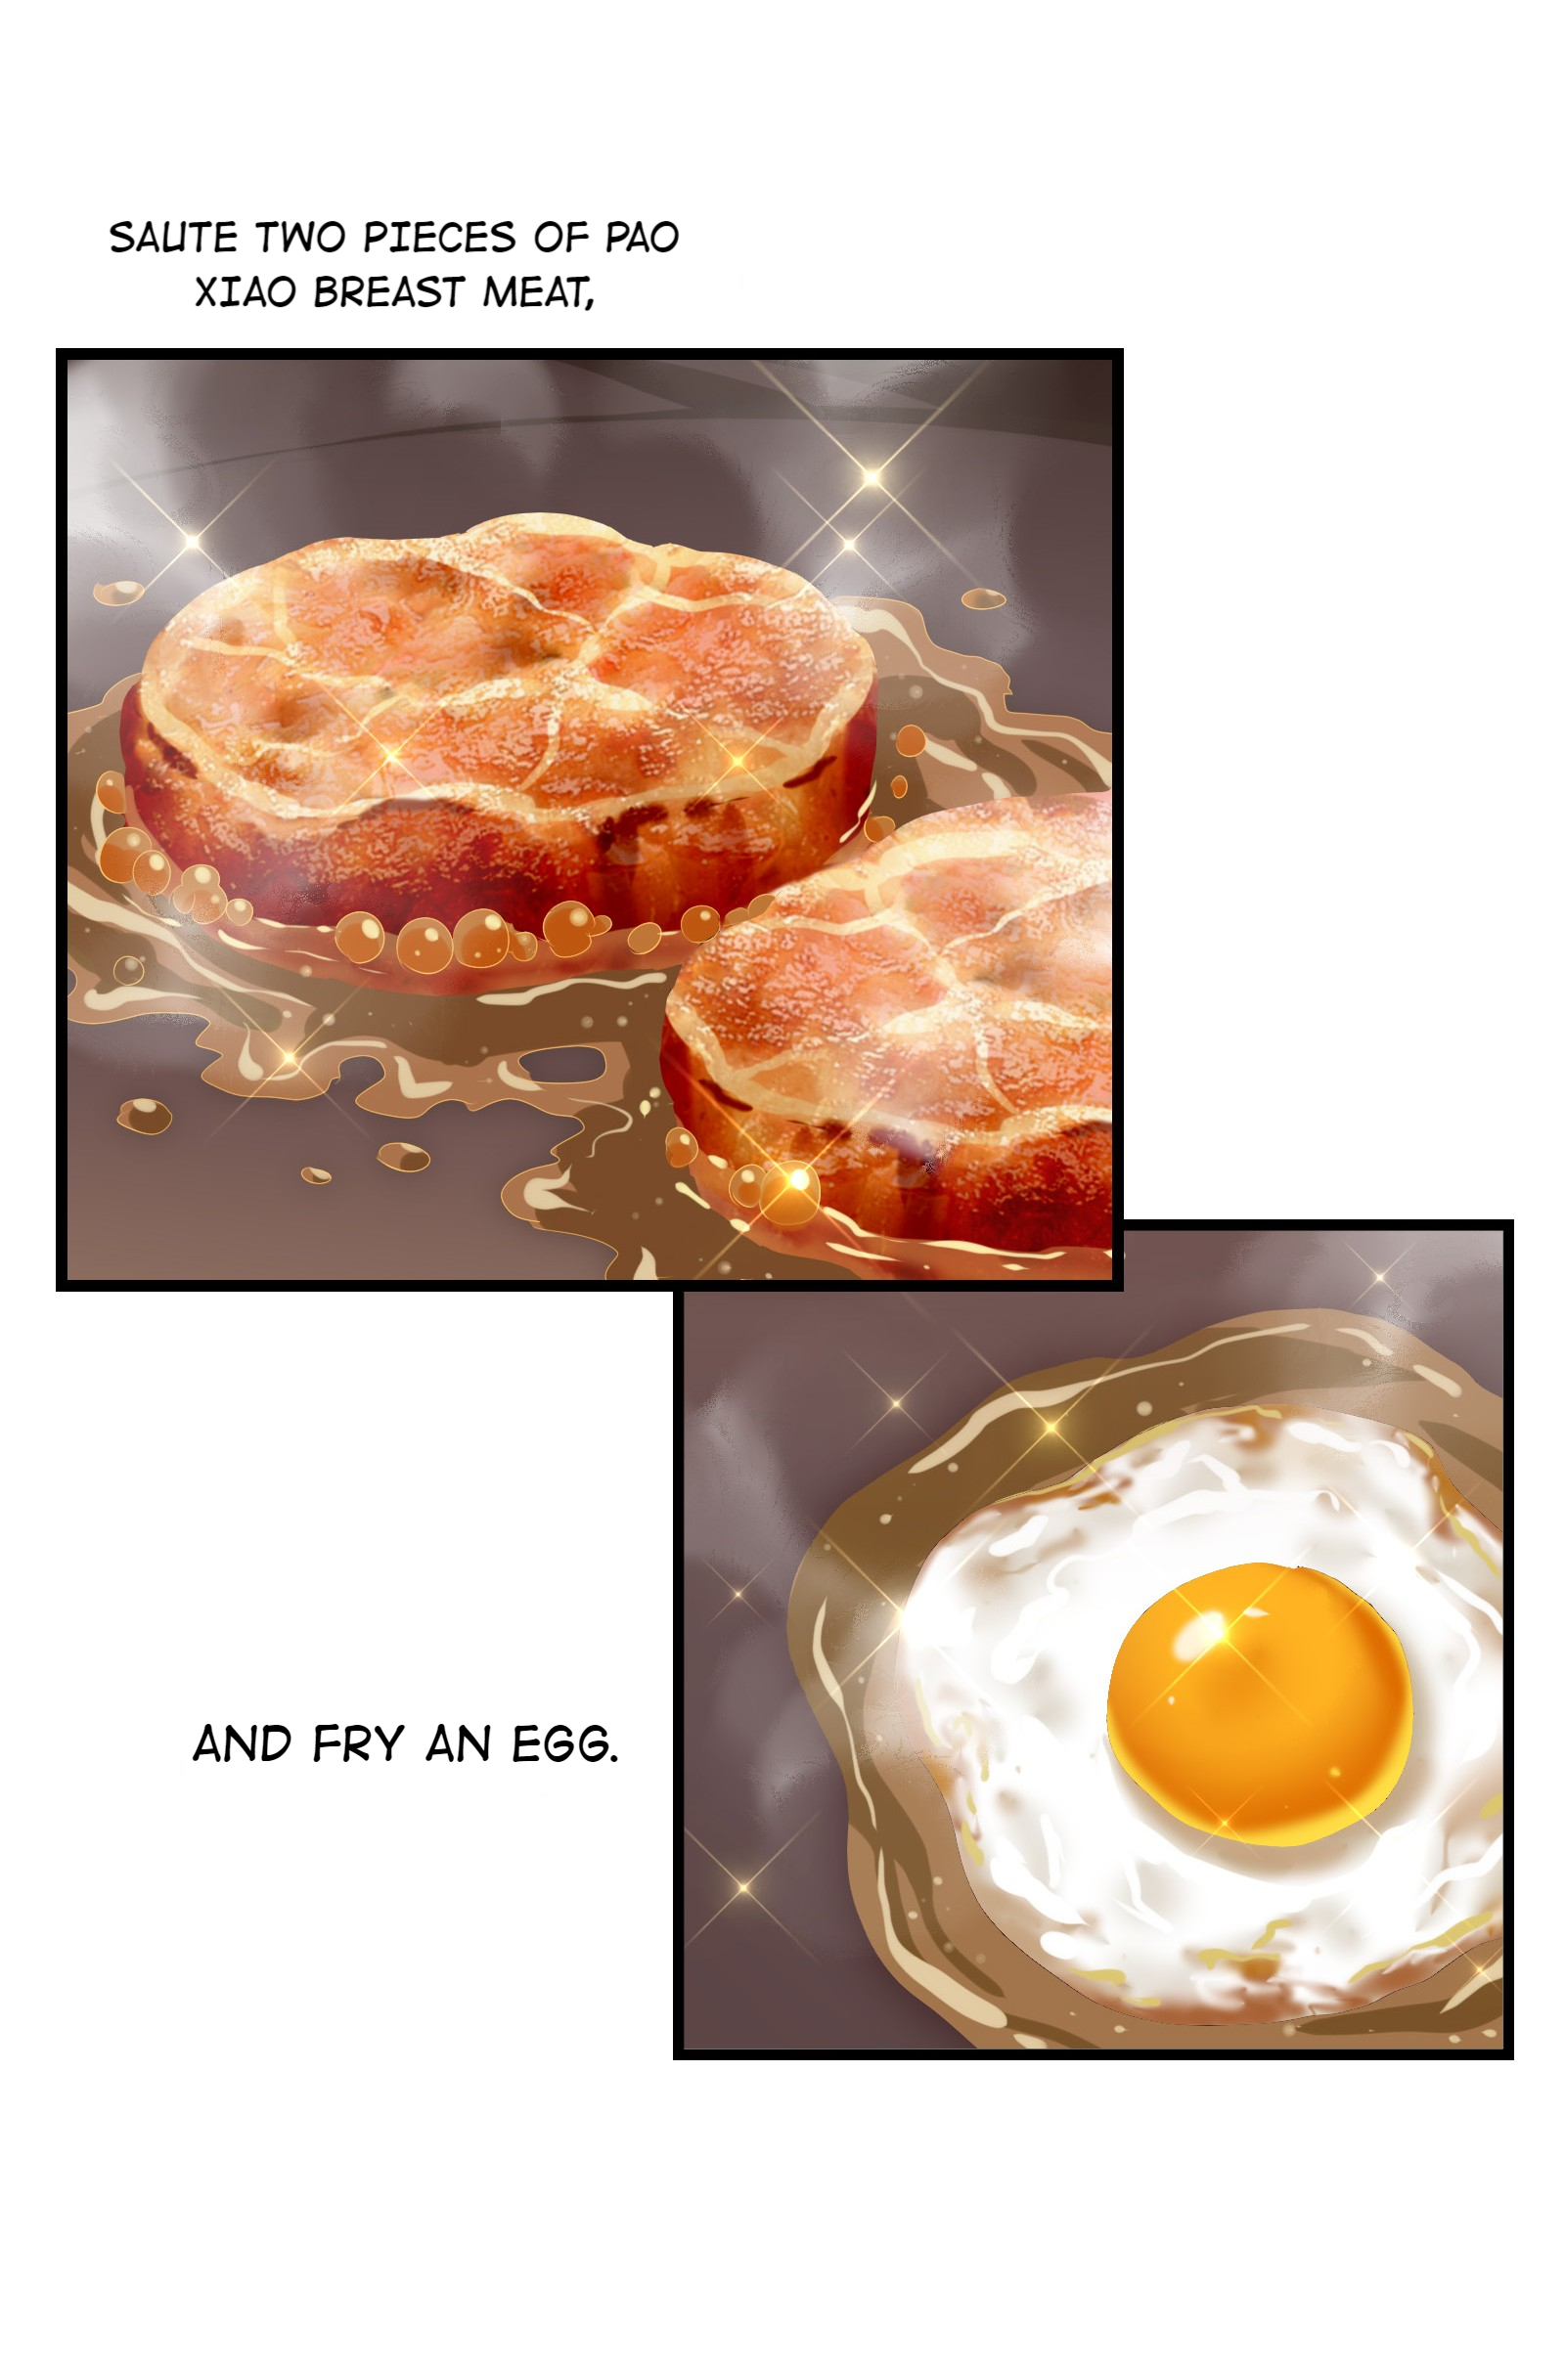 SAUTE TWO PIECES OF PAO
XIAO BREAST MEAT,
AND FRY AN EGG.